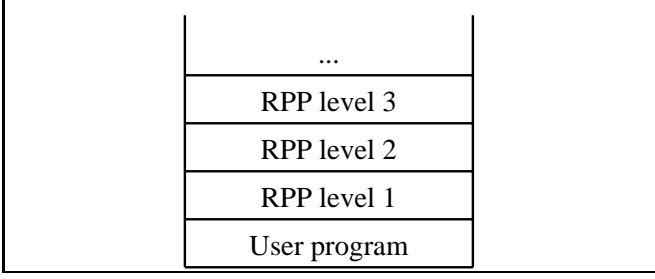 ...
RPP level 3
RPP level 2
RPP level 1
User program